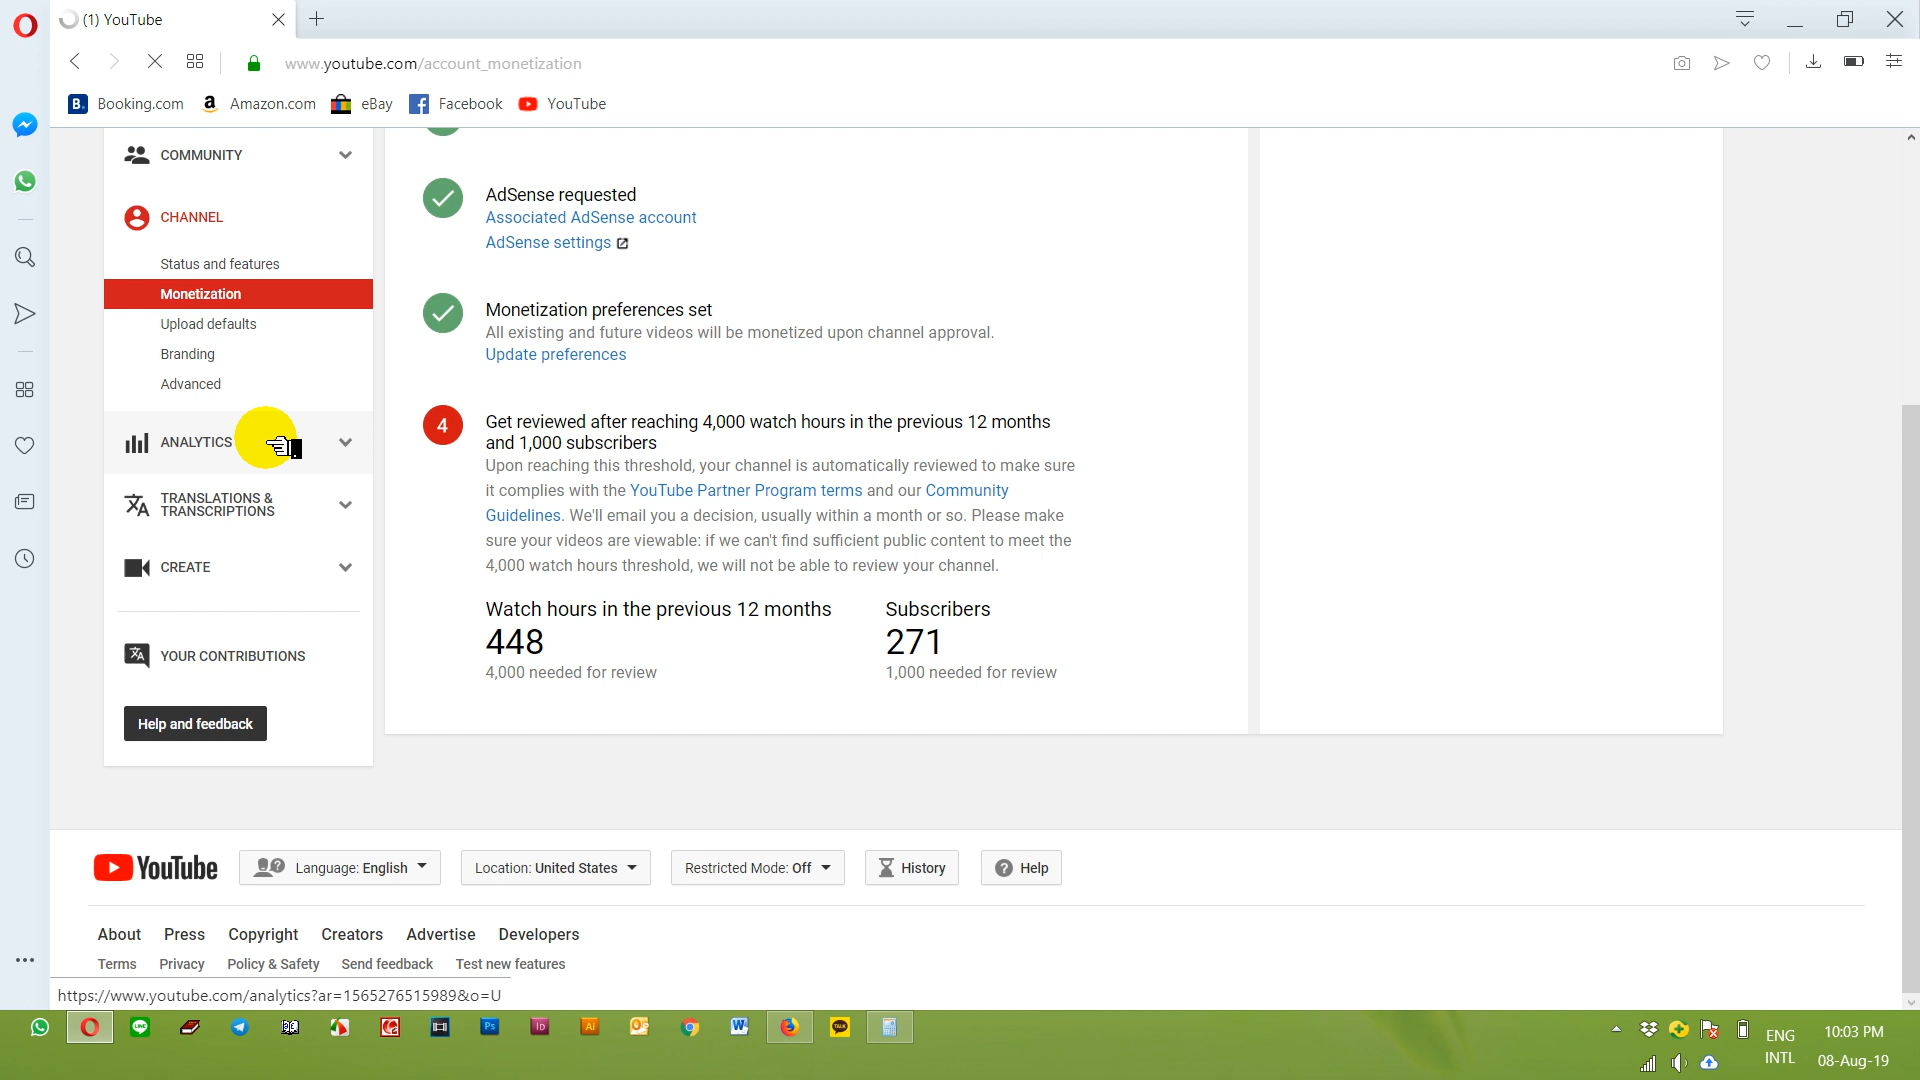 (1) YouTube
www.youtube.com/account_monetization
Booking.com Amazon.com eBay Facebook YouTube
COMMUNITY
CHANNEL
Status and features
Monetization
Upload defaults
Branding
Advanced
ANALYTICS
TRANSLATIONS &
TRANSCRIPTIONS
CREATE
YOUR CONTRIBUTIONS
Help and feedback
AdSense requested
Associated AdSense account
AdSense settings
Monetization preferences set
All existing and future videos will be monetized upon channel approval.
Update preferences
4
Get reviewed after reaching 4,000 watch hours in the previous 12 months
and 1,000 subscribers
Upon reaching this threshold, your channel is automatically reviewed to make sure
it complies with the YouTube Partner Program terms and our Community
Guidelines. We'll email you a decision, usually within a month or so. Please make
sure your videos are viewable: if we can't find sufficient public content to meet the
4,000 watch hours threshold, we will not be able to review your channel.
Watch hours in the previous 12 months Subscribers
448 271
4,000 needed for review 1,000 needed for review
YouTube Language: English Location: United States Restricted Mode: Off History Help
About Press Copyright Creators Advertise Developers
Terms Privacy Policy & Safety Send feedback Test new features
https://www.youtube.com/analytics?ar=1565276515989&o=U
LINE Ps Id Ai W TALK
ENG 10:03 PM
INTL 08-Aug-19